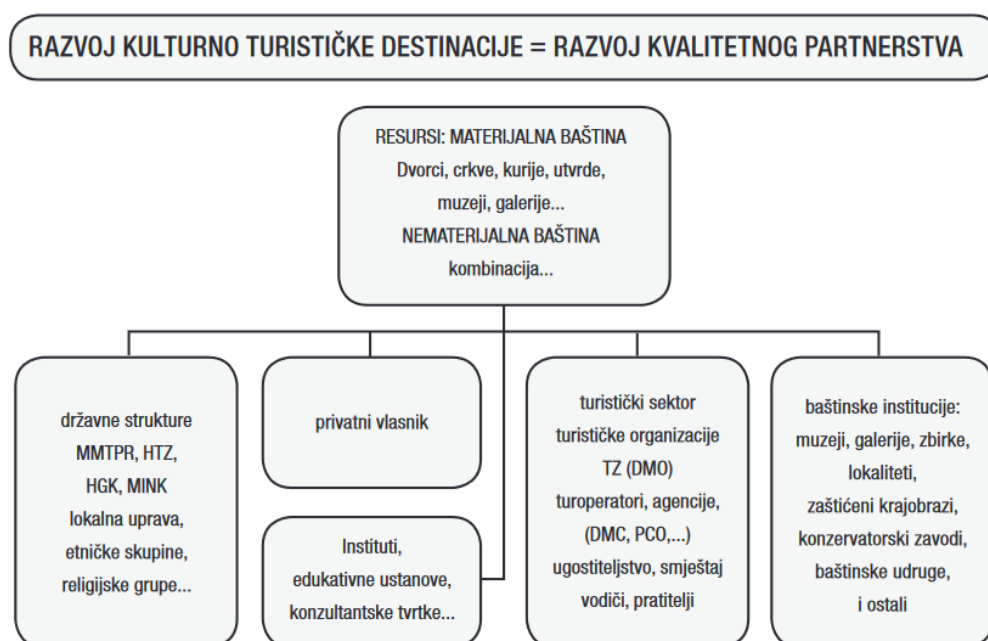 RAZVOJ KULTURNO TURISTIČKE DESTINACIJE = RAZVOJ KVALITETNOG PARTNERSTVA
RESURSI: MATERIJALNA BAŠTINA
Dvorci, crkve, kurije, utvrde,
muzeji, galerije...
NEMATERIJALNA BAŠTINA
kombinacija...
državne strukture
MMTPR, HTZ,
HGK, MINK
lokalna uprava,
etničke skupine,
religijske grupe...
privatni vlasnik
Instituti,
edukativne ustanove,
konzultantske tvrtke...
turistički sektor
turističke organizacije
TZ (DMO)
turoperatori, agencije,
(DMC, PCO,...)
ugostiteljstvo, smještaj
vodiči, pratitelji
baštinske institucije:
muzeji, galerije, zbirke,
lokaliteti,
zaštićeni krajobrazi,
konzervatorski zavodi,
baštinske udruge,
i ostali